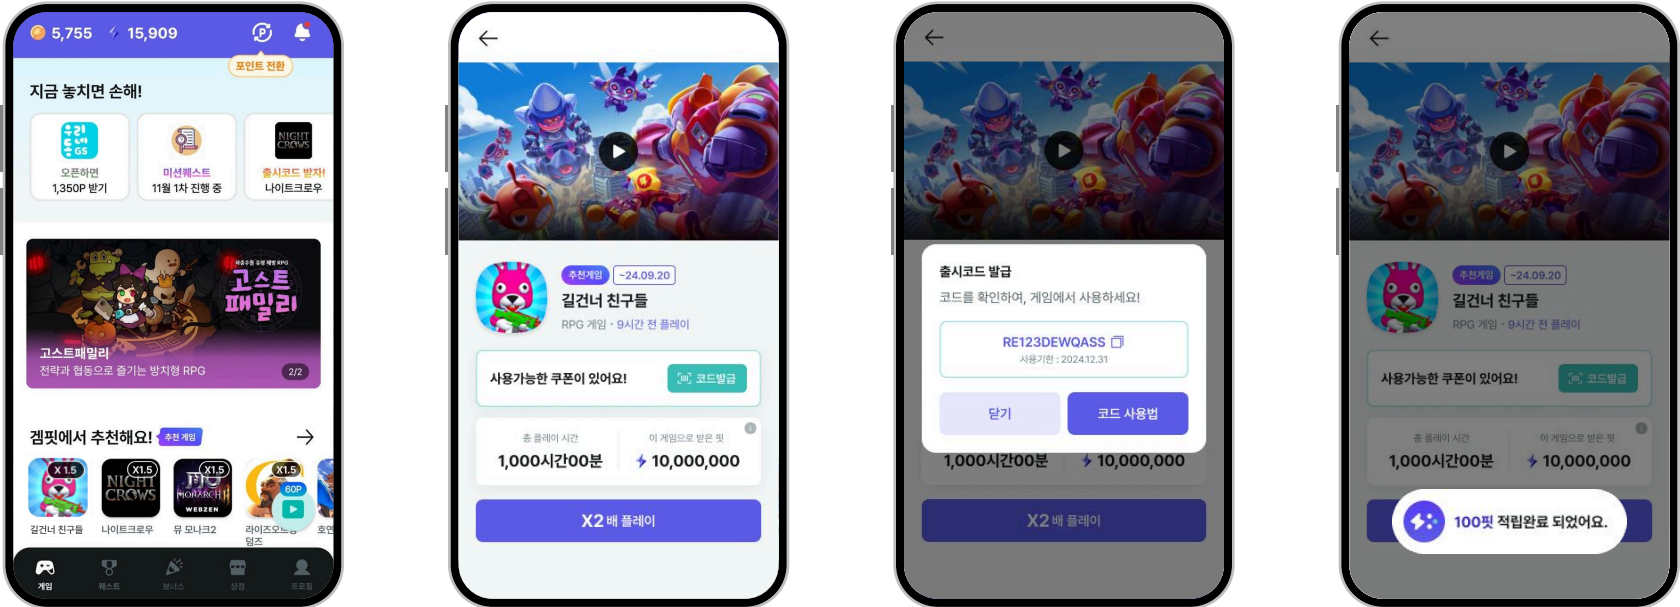 5,755
15,909
포인트 전환
지금 놓치면 손해!
우리
동네
GS
오픈하면
1,350P 받기
미션퀘스트
11월 1차 진행 중
NIGHT
CROWS
출시코드 받자!
나이트크로우
고스트
패밀리
고스트패밀리
전략과 협동으로 즐기는 방치형 RPG
2/2
겜핏에서 추천해요!
추천 게임
X 1.5
X1.5
NIGHT
CROWS
X1.5
MONARCH II
WEBZEN
X1.5
60P
길건너 친구들
나이트크로우
뮤 모나크2
덤즈
게임
퀘스트
보너스
상점
프로필
추천게임
~24.09.20
길건너 친구들
RPG 게임 • 9시간 전 플레이
사용가능한 쿠폰이 있어요!
코드발급
총 플레이 시간
이 게임으로 받은 핏
1,000시간00분
10,000,000
X2 배 플레이
출시코드 발급
코드를 확인하여, 게임에서 사용하세요!
RE123DEWQASS
사용기한 : 2024.12.31
닫기
코드 사용법
1,000시간00분
10,000,000
X2 배 플레이
추천게임
~24.09.20
길건너 친구들
RPG 게임 • 9시간 전 플레이
사용가능한 쿠폰이 있어요!
코드발급
총 플레이 시간
이 게임으로 받은 핏
1,000시간00분
10,000,000
100핏 적립완료 되었어요.